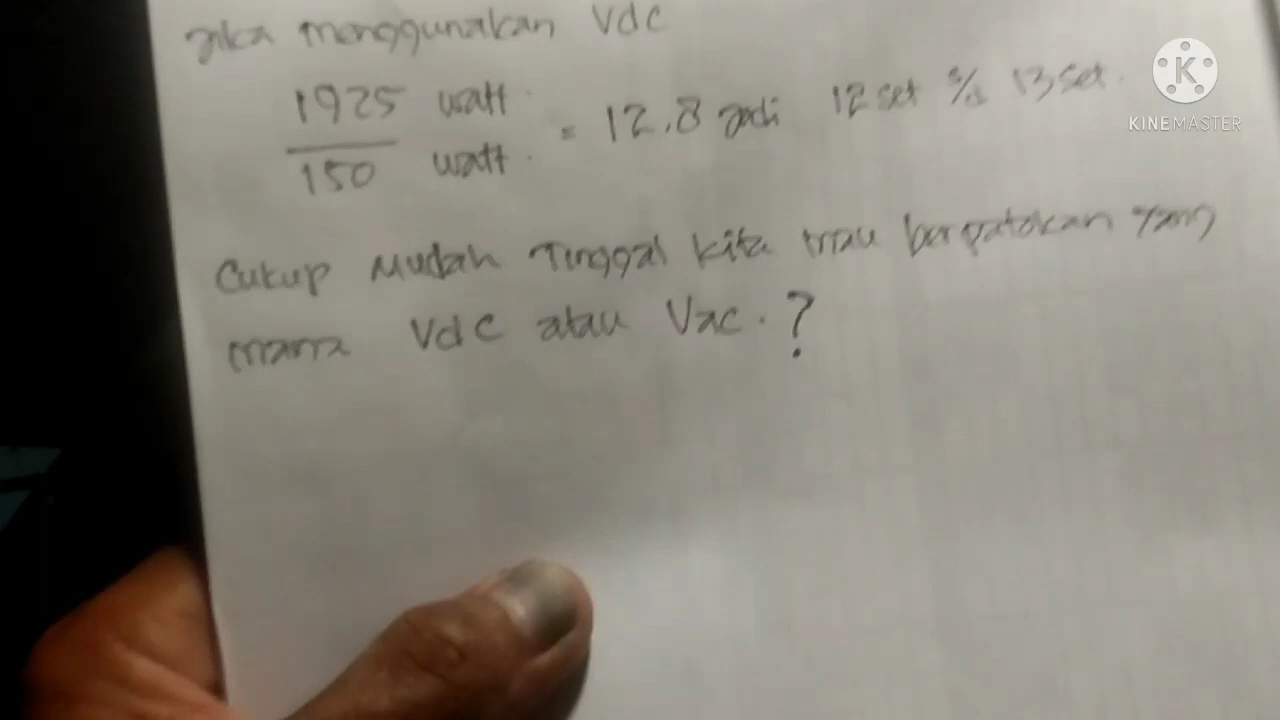 jika menggunakan Vdc
1925 watt
150 watt
= 12.8 jadi 12 set s/d 13 set.
Cukup Mudah Tinggal kita mau berpatokan yang
mana Vdc atau Vac.?
K
KINEMASTER